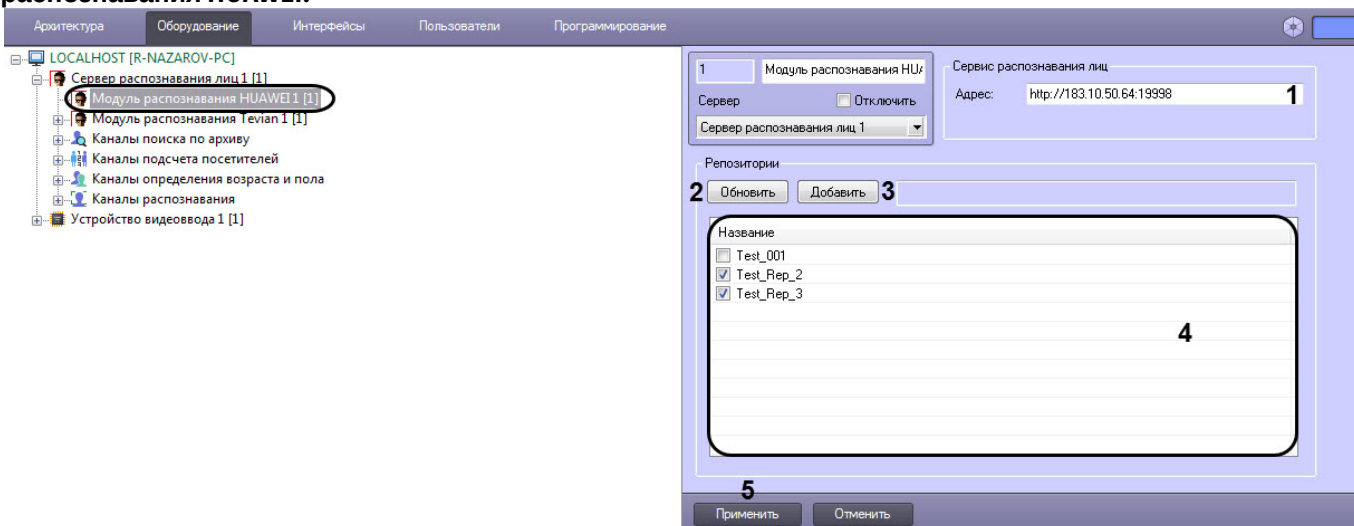 распознавания HUAWEI.
Архитектура Оборудование Интерфейсы Пользователи Программирование
LOCALHOST [R-NAZAROV-PC]
Сервер распознавания лиц 1 [1]
Модуль распознавания HUAWEI 1 [1]
Модуль распознавания Tevian 1 [1]
Каналы поиска по архиву
Каналы подсчета посетителей
Каналы определения возраста и пола
Каналы распознавания
Устройство видеоввода 1 [1]
1 Модуль распознавания HUA
Сервер Отключить
Сервер распознавания лиц 1
Сервис распознавания лиц
Адрес: http://183.10.50.64:19998 1
Репозитории
2 Обновить Добавить 3
Название
Test_001
Test_Rep_2
Test_Rep_3
4
5
Применить Отменить